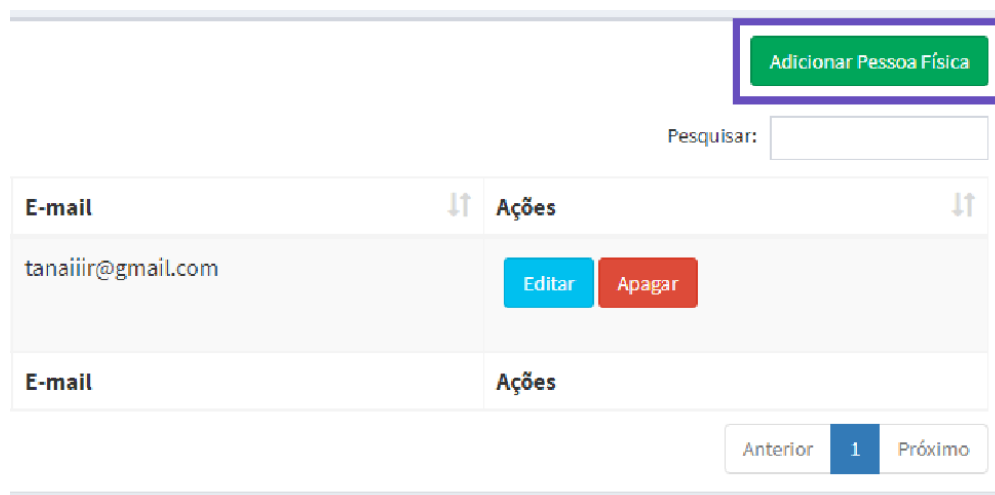 Adicionar Pessoa Física
Pesquisar:
E-mail Ações
tanaiiir@gmail.com Editar Apagar
E-mail Ações
Anterior 1 Próximo